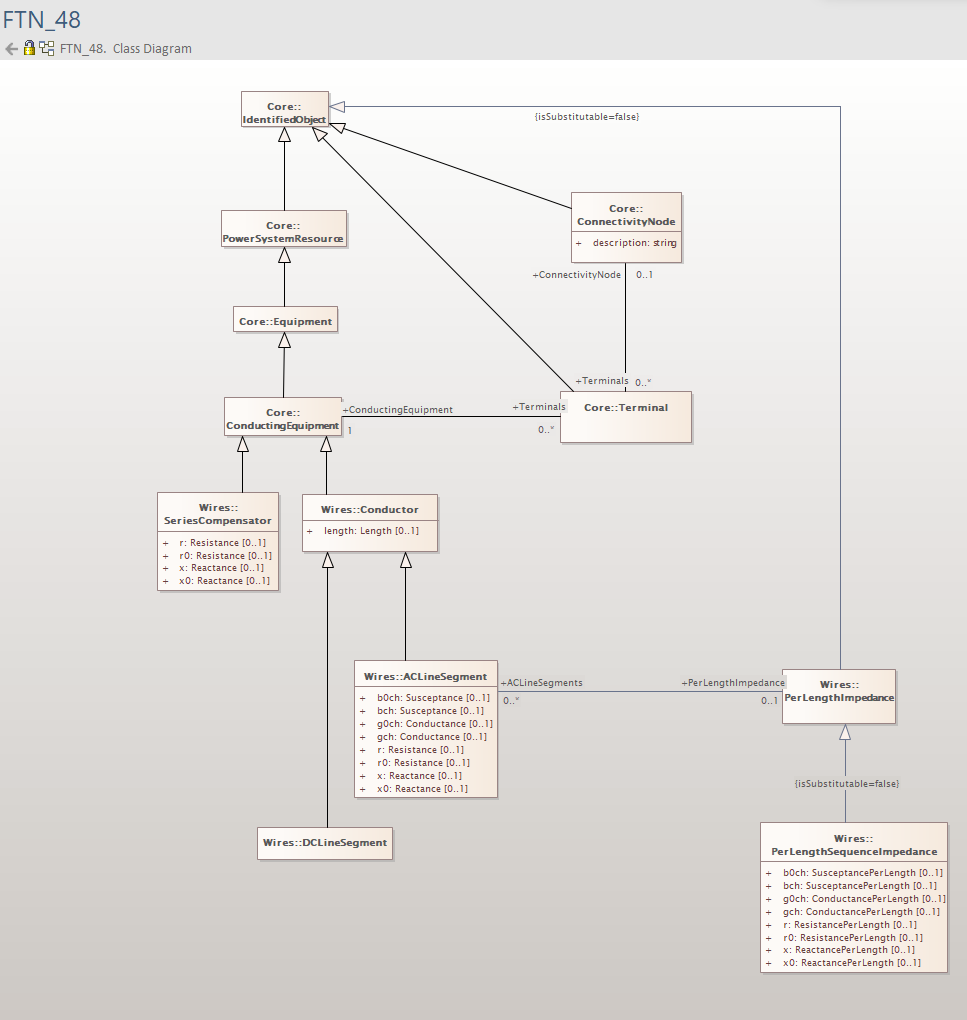 FTN_48
FTN_48. Class Diagram
Core::
IdentifiedObject
{isSubstitutable=false}
Core::
ConnectivityNode
+ description: string
Core::
PowerSystemResource
+ConnectivityNode 0..1
Core::Equipment
+Terminals 0..*
Core::
ConductingEquipment
+ConductingEquipment
1
+Terminals
0..*
Core::Terminal
Wires::
SeriesCompensator
+ r: Resistance [0..1]
+ r0: Resistance [0..1]
+ x: Reactance [0..1]
+ x0: Reactance [0..1]
Wires::Conductor
+ length: Length [0..1]
Wires::ACLineSegment
+ b0ch: Susceptance [0..1]
+ bch: Susceptance [0..1]
+ g0ch: Conductance [0..1]
+ gch: Conductance [0..1]
+ r: Resistance [0..1]
+ r0: Resistance [0..1]
+ x: Reactance [0..1]
+ x0: Reactance [0..1]
+ACLineSegments
0..*
+PerLengthImpedance
0..1
Wires::
PerLengthImpedance
{isSubstitutable=false}
Wires::DCLineSegment
Wires::
PerLengthSequenceImpedance
+ b0ch: SusceptancePerLength [0..1]
+ bch: SusceptancePerLength [0..1]
+ g0ch: ConductancePerLength [0..1]
+ gch: ConductancePerLength [0..1]
+ r: ResistancePerLength [0..1]
+ r0: ResistancePerLength [0..1]
+ x: ReactancePerLength [0..1]
+ x0: ReactancePerLength [0..1]